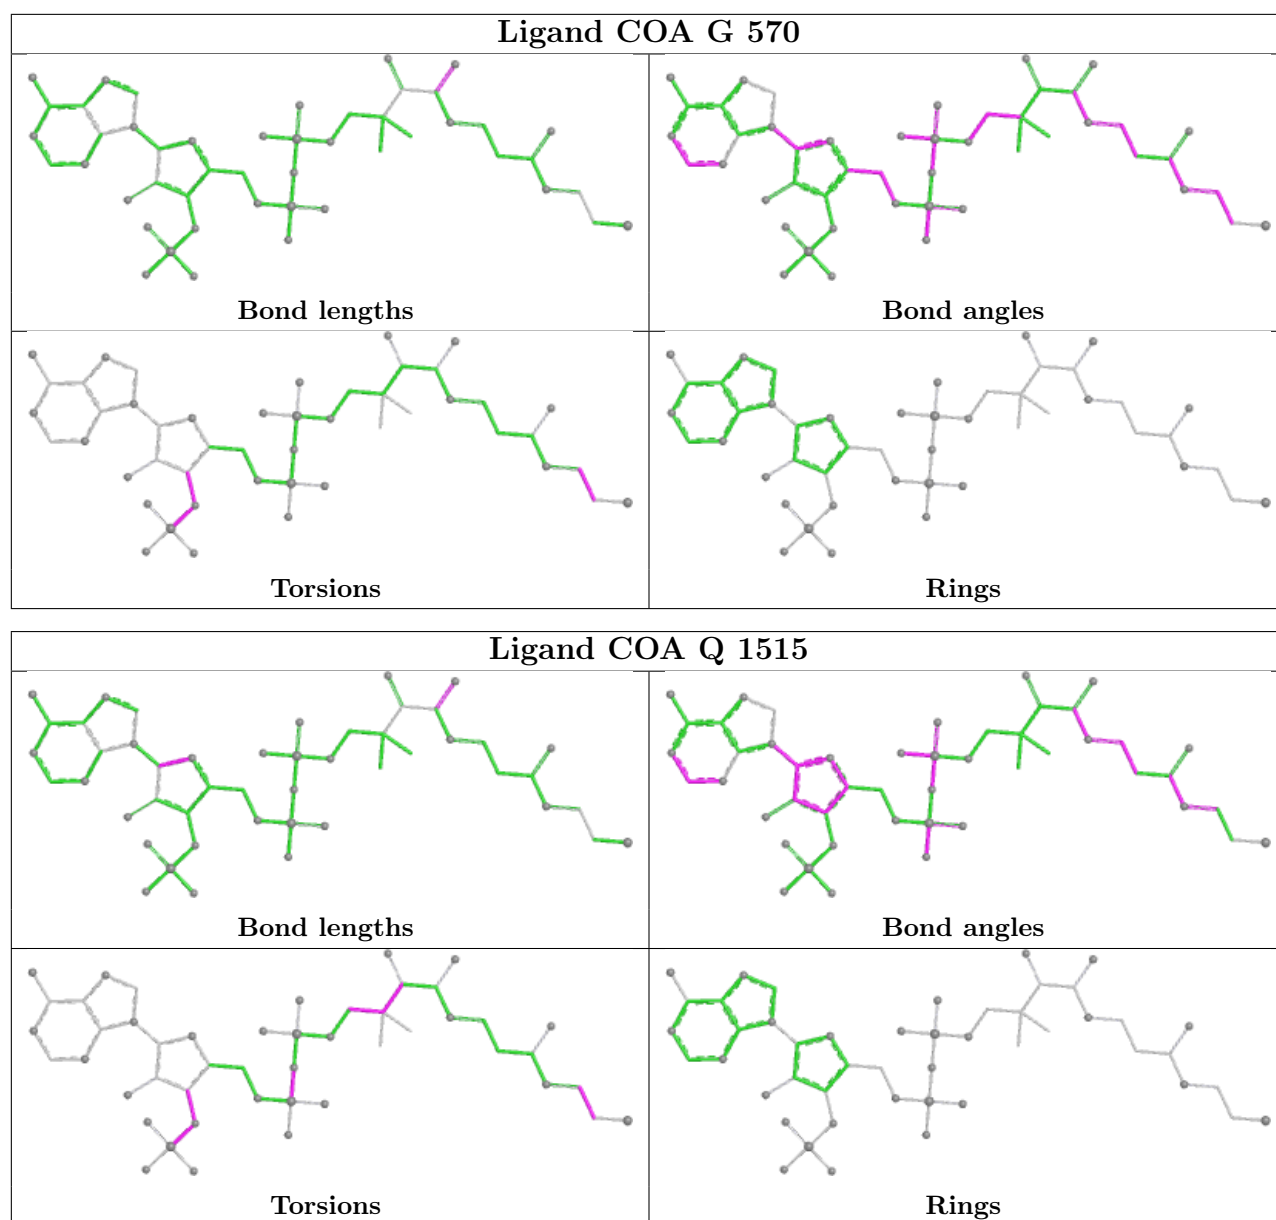 Ligand COA G 570
Bond lengths
Bond angles
Torsions
Rings
Ligand COA Q 1515
Bond lengths
Bond angles
Torsions
Rings